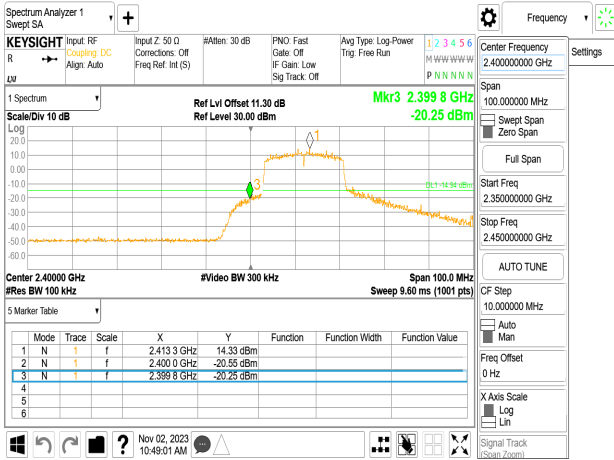 Spectrum Analyzer 1
Swept SA
Frequency
KEYSIGHT
Input: RF
Coupling: DC
Align: Auto
Input Z: 50 Ω
Corrections: Off
Freq Ref: Int (S)
#Atten: 30 dB
PNO: Fast
Gate: Off
IF Gain: Low
Sig Track: Off
Avg Type: Log-Power
Trig: Free Run
1 2 3 4 5 6
M W W W W W
P N N N N N
R
LXI
Center Frequency
2.400000000 GHz
Settings
Span
100.000000 MHz
Swept Span
Zero Span
Full Span
Start Freq
2.350000000 GHz
Stop Freq
2.450000000 GHz
AUTO TUNE
CF Step
10.000000 MHz
Auto
Man
Freq Offset
0 Hz
X Axis Scale
Log
Lin
Signal Track
(Span Zoom)
1 Spectrum
Scale/Div 10 dB
Ref Lvl Offset 11.30 dB
Ref Level 30.00 dBm
Mkr3 2.399 8 GHz
-20.25 dBm
Log
20.0
10.0
0.00
-10.0
-20.0
-30.0
-40.0
-50.0
-60.0
1
3
DL1 -14.94 dBm
Center 2.40000 GHz
#Video BW 300 kHz
Span 100.0 MHz
#Res BW 100 kHz
Sweep 9.60 ms (1001 pts)
5 Marker Table
Mode Trace Scale X Y Function Function Width Function Value
1 N 1 f 2.413 3 GHz 14.33 dBm
2 N 1 f 2.400 0 GHz -20.55 dBm
3 N 1 f 2.399 8 GHz -20.25 dBm
4
5
6
?
Nov 02, 2023
10:49:01 AM